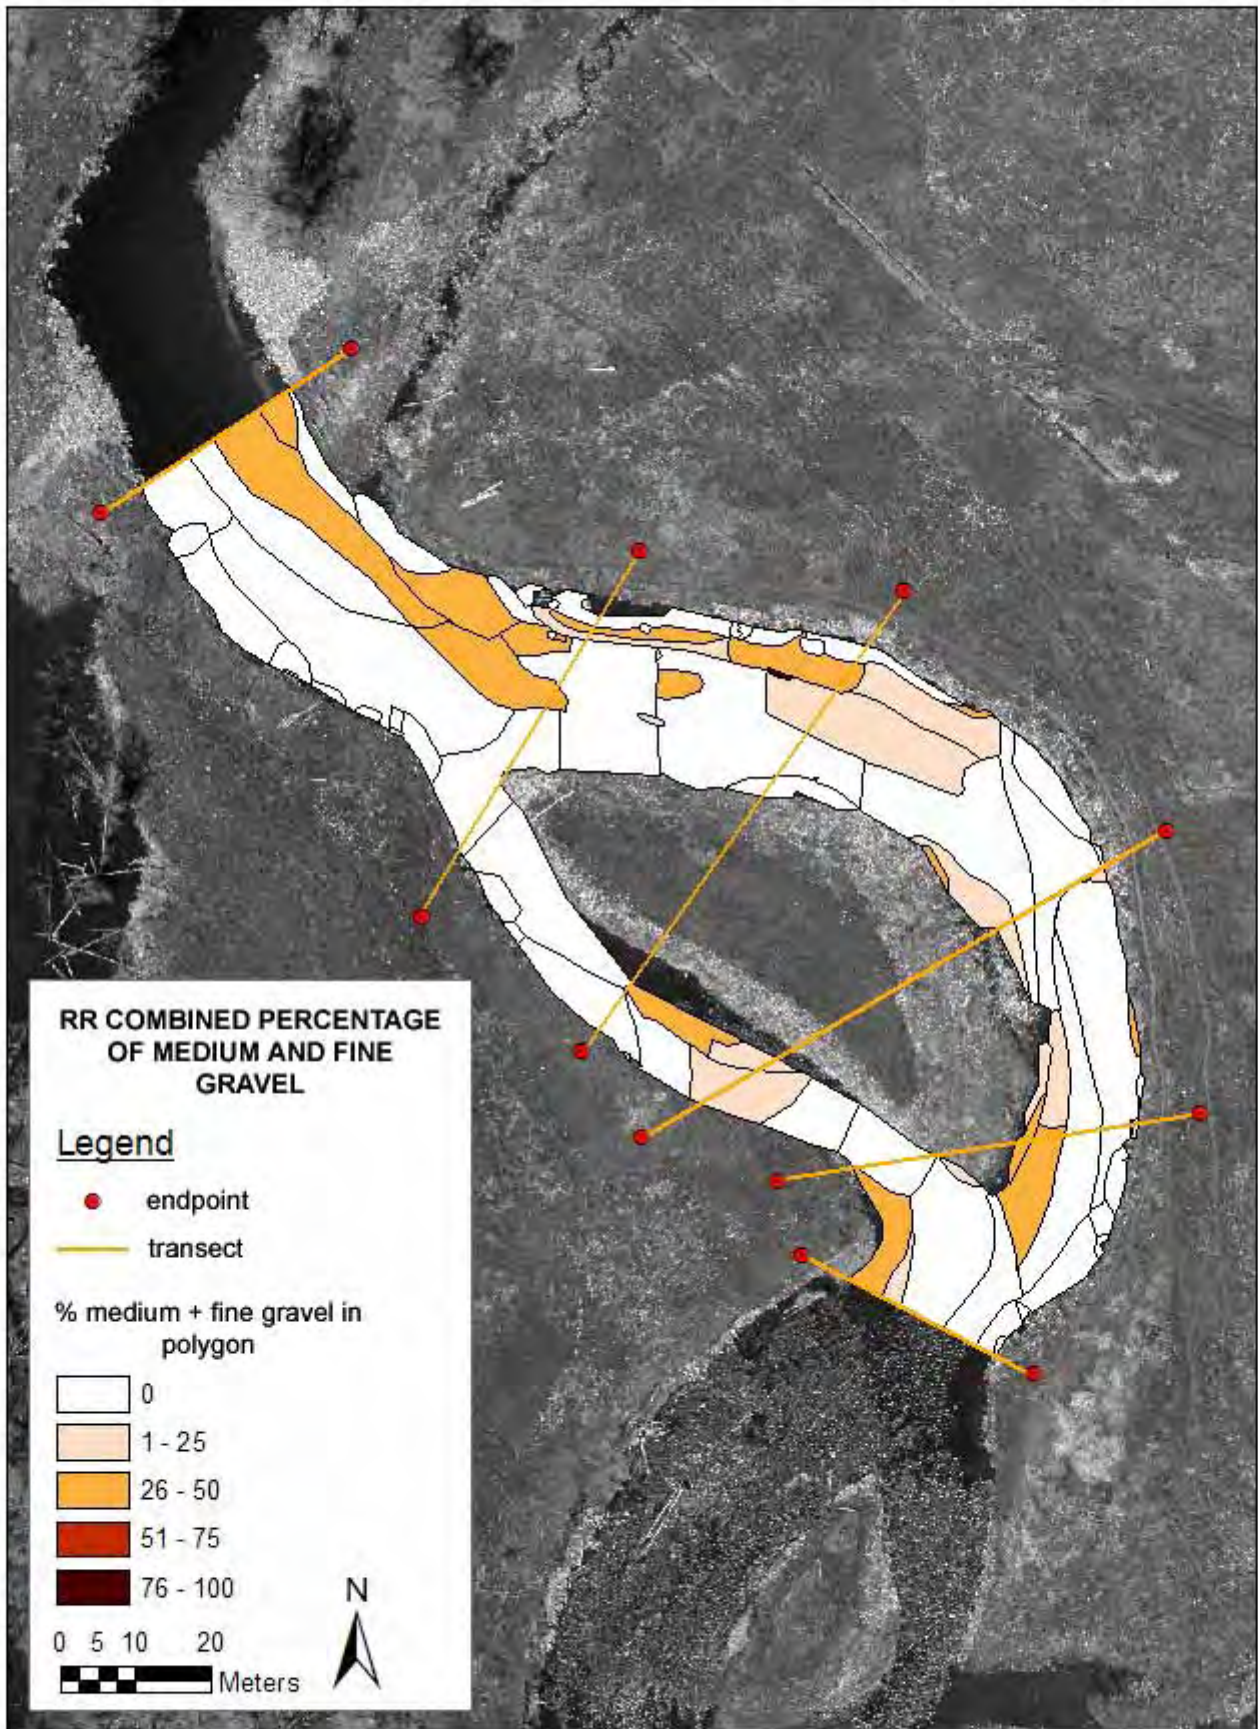 RR COMBINED PERCENTAGE
OF MEDIUM AND FINE
GRAVEL
Legend
endpoint
transect
% medium + fine gravel in
polygon
0
1 - 25
26 - 50
51 - 75
76 - 100
N
0 5 10 20
Meters